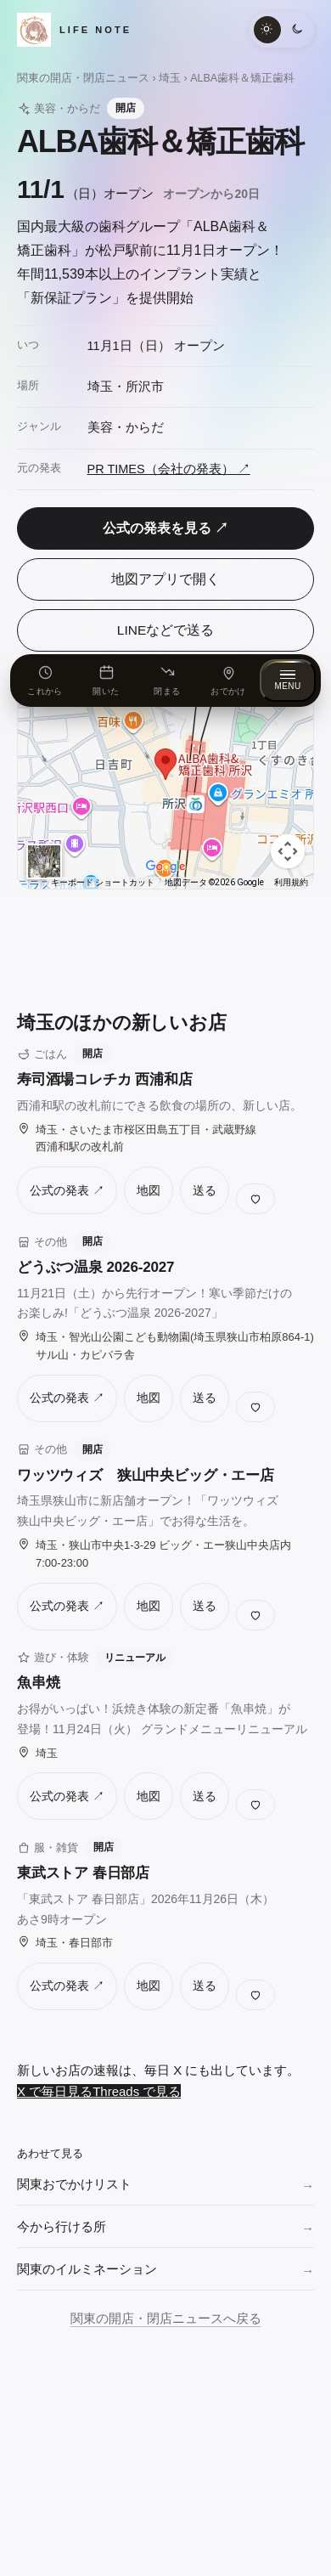 LIFE NOTE
関東の開店・閉店ニュース › 埼玉 › ALBA歯科＆矯正歯科
美容・からだ 開店
ALBA歯科＆矯正歯科
11/1（日）オープン オープンから20日
国内最大級の歯科グループ「ALBA歯科＆
矯正歯科」が松戸駅前に11月1日オープン！
年間11,539本以上のインプラント実績と
「新保証プラン」を提供開始
いつ 11月1日（日） オープン
場所 埼玉・所沢市
ジャンル 美容・からだ
元の発表 PR TIMES（会社の発表） ↗
公式の発表を見る ↗
地図アプリで開く
LINEなどで送る
これから 開いた 閉まる おでかけ MENU
百味
ALBA歯科&
矯正歯科 所沢
1丁目
くすのき台
日吉町
所沢
グランエミオ所
沢駅西口
Google
キーボード ショートカット 地図データ ©2026 Google 利用規約
埼玉のほかの新しいお店
ごはん 開店
寿司酒場コレチカ 西浦和店
西浦和駅の改札前にできる飲食の場所の、新しい店。
埼玉・さいたま市桜区田島五丁目・武蔵野線
西浦和駅の改札前
公式の発表 ↗ 地図 送る ♡
その他 開店
どうぶつ温泉 2026-2027
11月21日（土）から先行オープン！寒い季節だけの
お楽しみ!「どうぶつ温泉 2026-2027」
埼玉・智光山公園こども動物園(埼玉県狭山市柏原864-1)
サル山・カピバラ舎
公式の発表 ↗ 地図 送る ♡
その他 開店
ワッツウィズ　狭山中央ビッグ・エー店
埼玉県狭山市に新店舗オープン！「ワッツウィズ
狭山中央ビッグ・エー店」でお得な生活を。
埼玉・狭山市中央1-3-29 ビッグ・エー狭山中央店内
7:00-23:00
公式の発表 ↗ 地図 送る ♡
遊び・体験 リニューアル
魚串焼
お得がいっぱい！浜焼き体験の新定番「魚串焼」が
登場！11月24日（火） グランドメニューリニューアル
埼玉
公式の発表 ↗ 地図 送る ♡
服・雑貨 開店
東武ストア 春日部店
「東武ストア 春日部店」2026年11月26日（木）
あさ9時オープン
埼玉・春日部市
公式の発表 ↗ 地図 送る ♡
新しいお店の速報は、毎日 X にも出しています。
X で毎日見るThreads で見る
あわせて見る
関東おでかけリスト →
今から行ける所 →
関東のイルミネーション →
関東の開店・閉店ニュースへ戻る